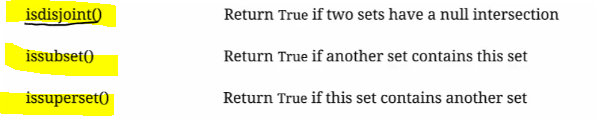 isdisjoint() Return True if two sets have a null intersection
issubset() Return True if another set contains this set
issuperset() Return True if this set contains another set